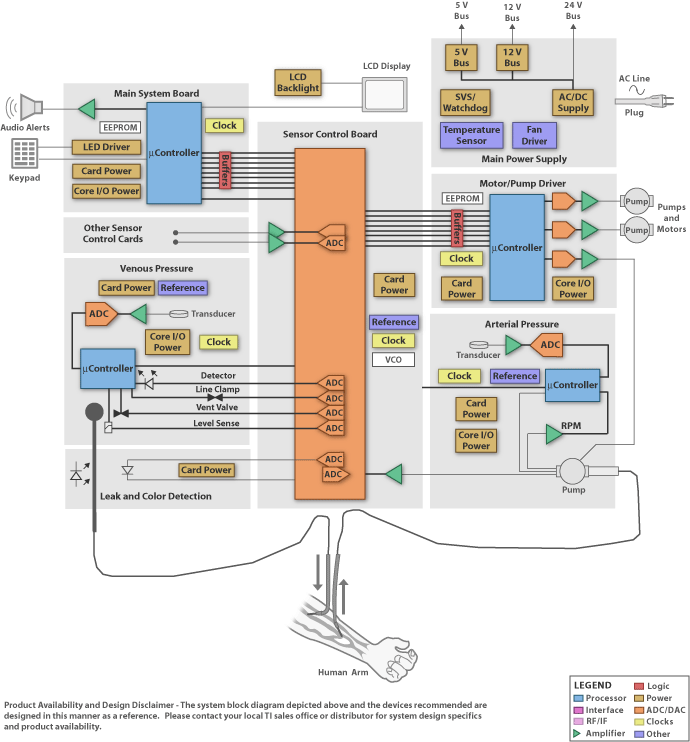 5 V
Bus
12 V
Bus
24 V
Bus
5 V
Bus
12 V
Bus
SVS/
Watchdog
AC/DC
Supply
Temperature
Sensor
Fan
Driver
Main Power Supply
AC Line
Plug
LCD
Backlight
LCD Display
Main System Board
Audio Alerts
EEPROM
Clock
µController
Keypad
LED Driver
Card Power
Core I/O Power
Buffers
Sensor Control Board
Other Sensor
Control Cards
ADC
Card
Power
Reference
Clock
VCO
Motor/Pump Driver
EEPROM
Buffers
µController
ADC
ADC
ADC
Pump
Pump
Pumps
and
Motors
Clock
Card
Power
Core I/O
Power
Venous Pressure
Card Power
Reference
ADC
Transducer
Core I/O
Power
Clock
µController
Detector
ADC
Line Clamp
ADC
Vent Valve
ADC
Level Sense
ADC
Arterial Pressure
Transducer
ADC
Clock
Reference
µController
Card
Power
Core I/O
Power
RPM
Pump
ADC
ADC
Card Power
Leak and Color Detection
Human Arm
LEGEND
Processor
Interface
RF/IF
Amplifier
Logic
Power
ADC/DAC
Clocks
Other
Product Availability and Design Disclaimer - The system block diagram depicted above and the devices recommended are
designed in this manner as a reference. Please contact your local TI sales office or distributor for system design specifics
and product availability.